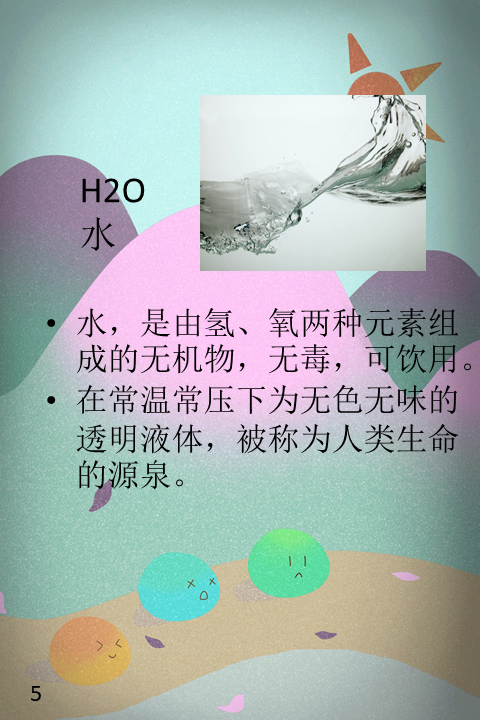 H2O
水
• 水，是由氢、氧两种元素组
成的无机物，无毒，可饮用。
• 在常温常压下为无色无味的
透明液体，被称为人类生命
的源泉。
5